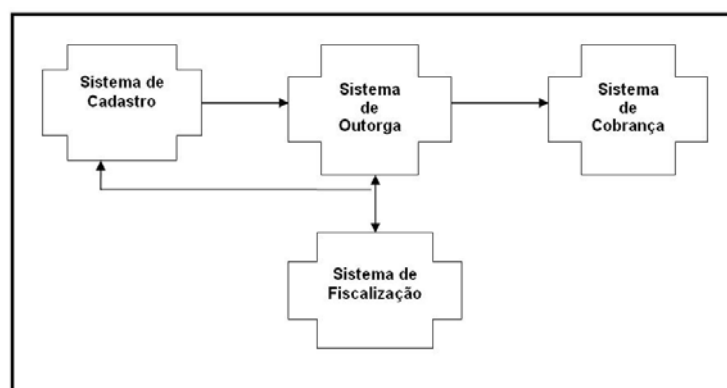 Sistema de
Cadastro
Sistema
de
Outorga
Sistema
de
Cobrança
Sistema de
Fiscalização